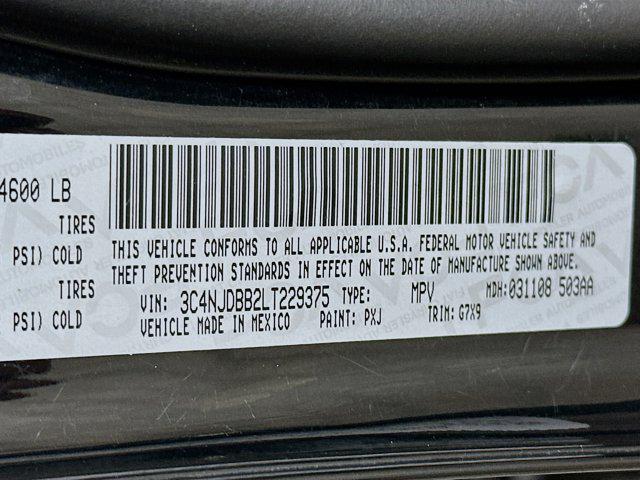 4600 LB
TIRES
PSI) COLD
TIRES
PSI) COLD
THIS VEHICLE CONFORMS TO ALL APPLICABLE U.S.A. FEDERAL MOTOR VEHICLE SAFETY AND
THEFT PREVENTION STANDARDS IN EFFECT ON THE DATE OF MANUFACTURE SHOWN ABOVE.
VIN: 3C4NJDBB2LT229375 TYPE: MPV MDH:031108 503AA
VEHICLE MADE IN MEXICO PAINT: PXJ TRIM: G7X9